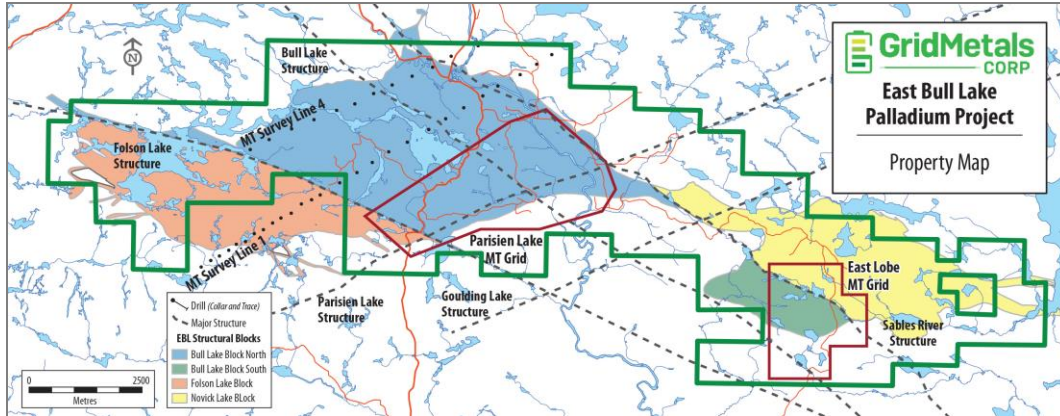 GridMetals
CORP
East Bull Lake
Palladium Project
Property Map
N
Bull Lake
Structure
MT Survey Line 4
Folson Lake
Structure
MT Survey Line 1
Parisien Lake
MT Grid
Parisien Lake
Structure
Goulding Lake
Structure
East Lobe
MT Grid
Sables River
Structure
Drill (Collar and Trace)
Major Structure
EBL Structural Blocks
Bull Lake Block North
Bull Lake Block South
Folson Lake Block
Novick Lake BLock
0 2500
Metres